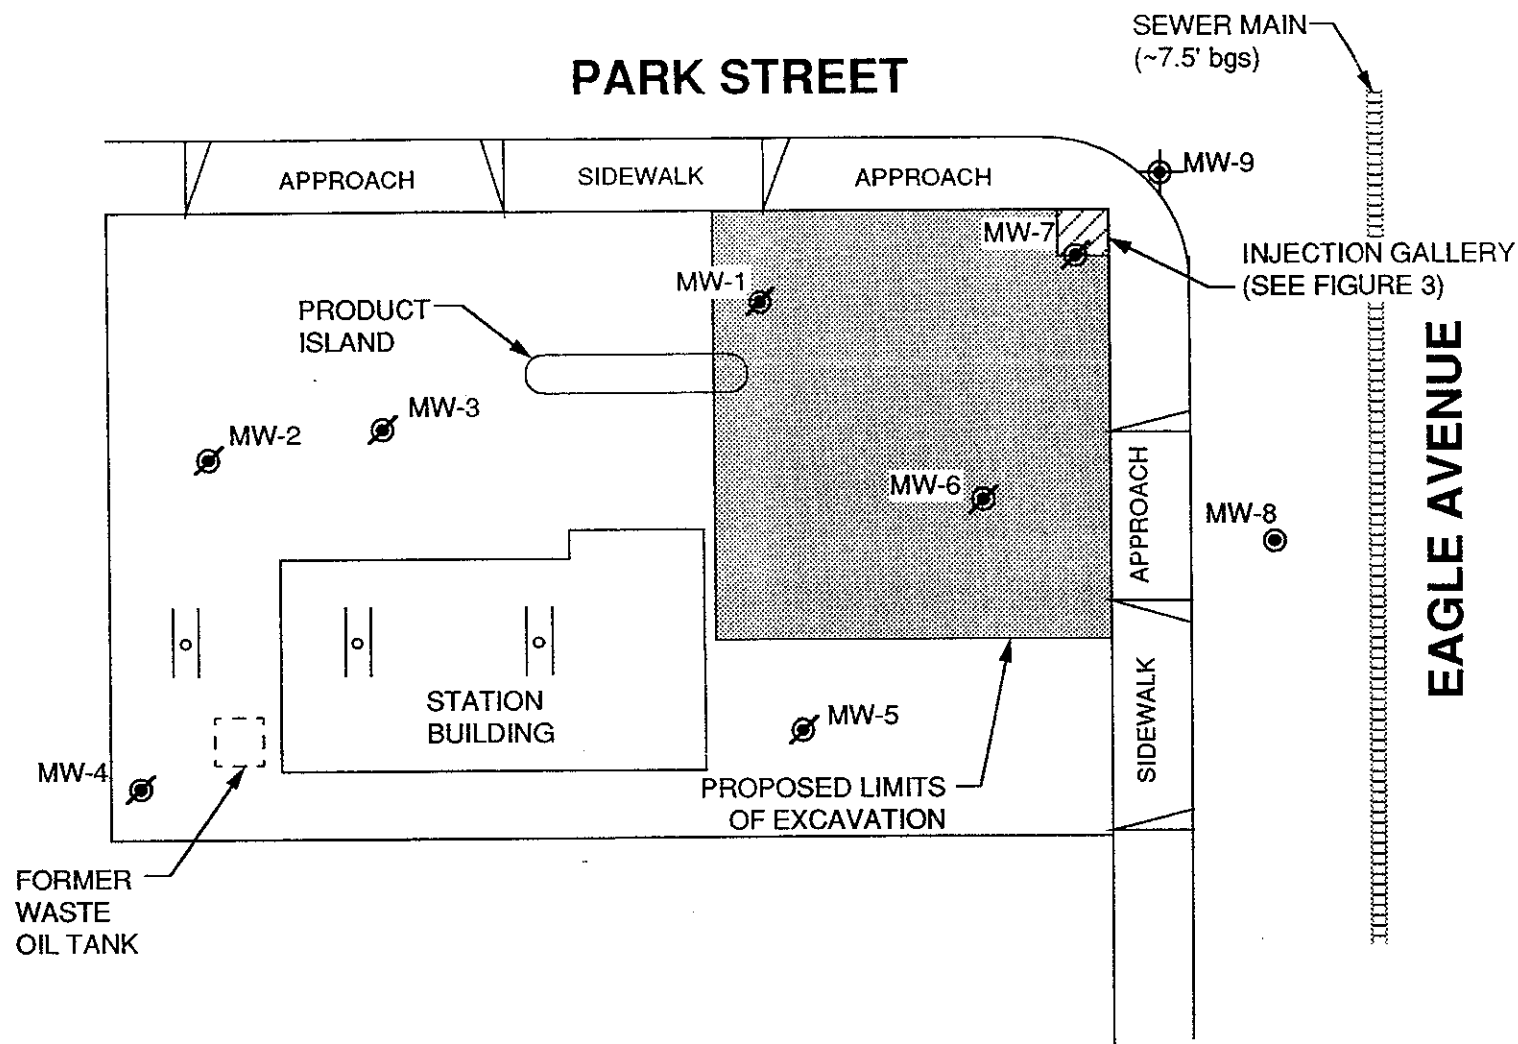 SEWER MAIN
(~7.5' bgs)
PARK STREET
APPROACH
SIDEWALK
APPROACH
MW-9
MW-7
INJECTION GALLERY
(SEE FIGURE 3)
MW-1
PRODUCT
ISLAND
MW-3
MW-2
MW-6
MW-8
APPROACH
EAGLE AVENUE
STATION
BUILDING
MW-5
SIDEWALK
MW-4
PROPOSED LIMITS
OF EXCAVATION
FORMER
WASTE
OIL TANK